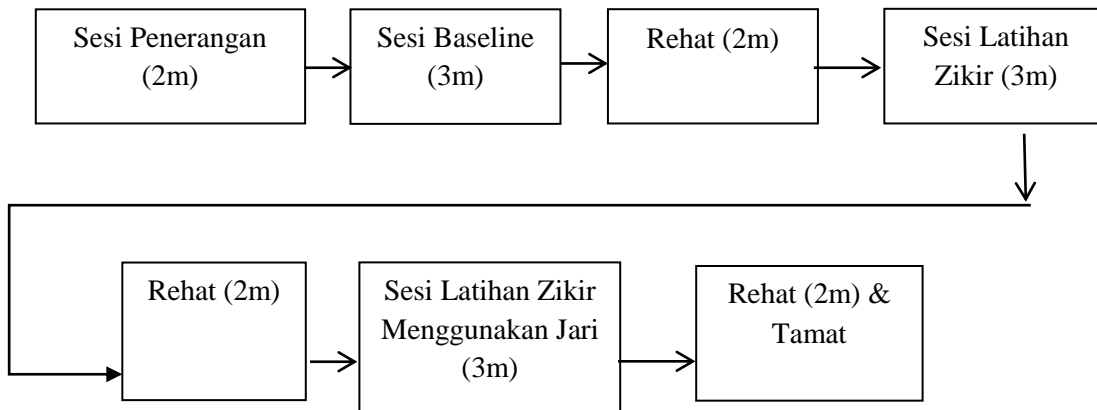 Sesi Penerangan
(2m)
Sesi Baseline
(3m)
Rehat (2m)
Sesi Latihan
Zikir (3m)
Rehat (2m)
Sesi Latihan Zikir
Menggunakan Jari
(3m)
Rehat (2m) &
Tamat